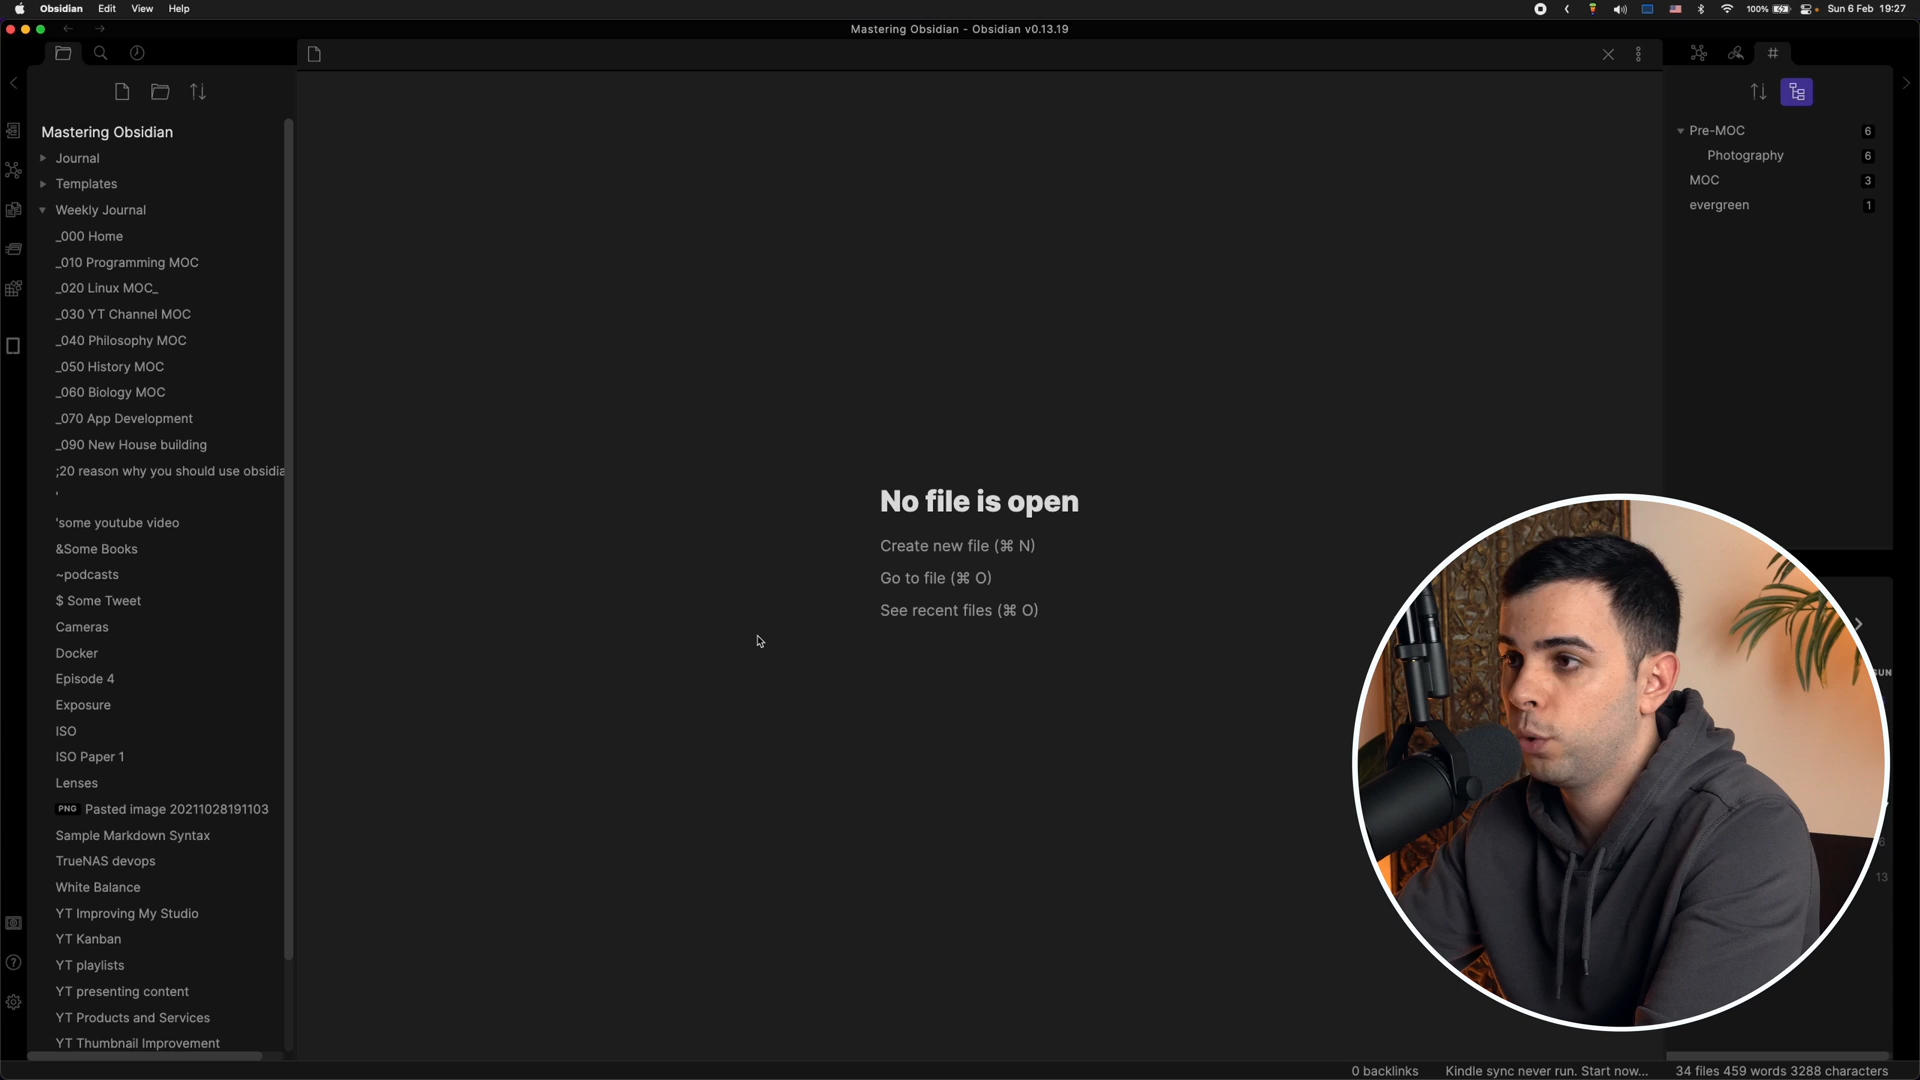 Obsidian Edit View Help
100% Sun 6 Feb 19:27
Mastering Obsidian - Obsidian v0.13.19
Mastering Obsidian
Journal
Templates
Weekly Journal
_000 Home
_010 Programming MOC
_020 Linux MOC_
_030 YT Channel MOC
_040 Philosophy MOC
_050 History MOC
_060 Biology MOC
_070 App Development
_090 New House building
;20 reason why you should use obsidia
'
'some youtube video
&Some Books
~podcasts
$ Some Tweet
Cameras
Docker
Episode 4
Exposure
ISO
ISO Paper 1
Lenses
PNG Pasted image 20211028191103
Sample Markdown Syntax
TrueNAS devops
White Balance
YT Improving My Studio
YT Kanban
YT playlists
YT presenting content
YT Products and Services
YT Thumbnail Improvement
No file is open
Create new file (⌘ N)
Go to file (⌘ O)
See recent files (⌘ O)
Pre-MOC 6
Photography 6
MOC 3
evergreen 1
SUN
6
13
0 backlinks Kindle sync never run. Start now... 34 files 459 words 3288 characters